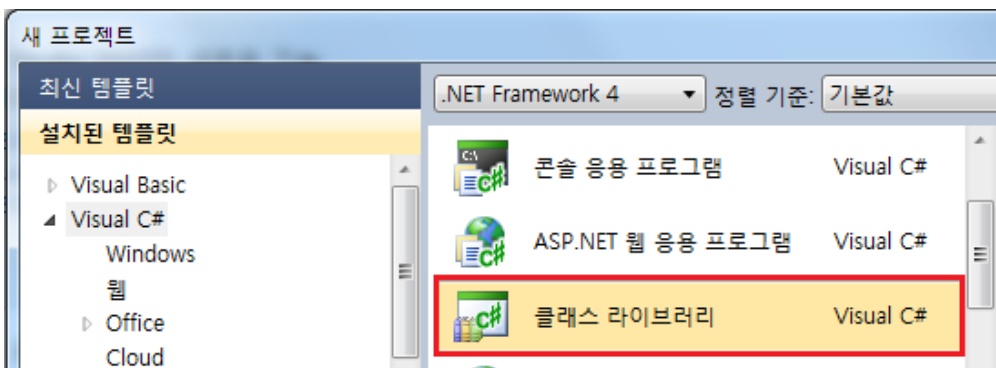 새 프로젝트
최신 템플릿
설치된 템플릿
Visual Basic
Visual C#
Windows
웹
Office
Cloud
.NET Framework 4 정렬 기준: 기본값
콘솔 응용 프로그램 Visual C#
ASP.NET 웹 응용 프로그램 Visual C#
클래스 라이브러리 Visual C#